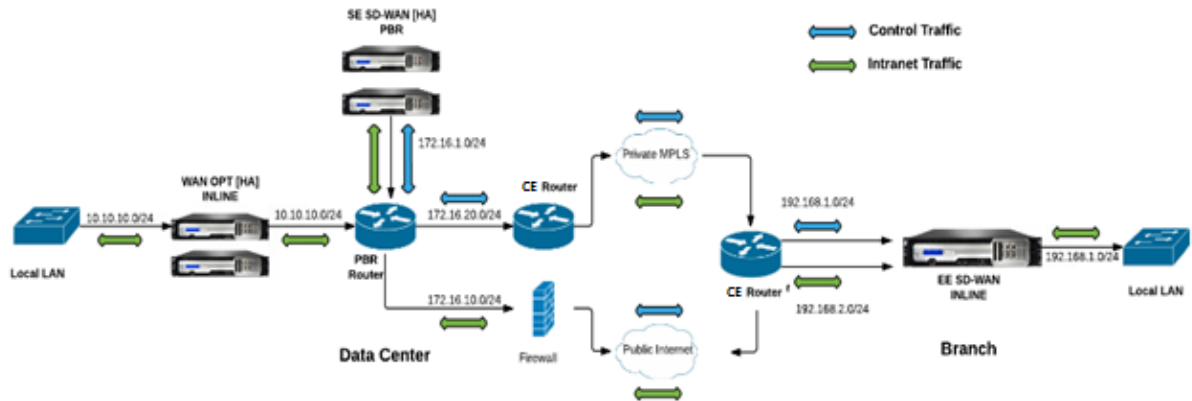 SE SD-WAN [HA]
PBR
Control Traffic
Intranet Traffic
172.16.1.0/24
Private MPLS
WAN OPT [HA]
INLINE
CE Router
10.10.10.0/24
10.10.10.0/24
172.16.20.0/24
192.168.1.0/24
Local LAN
PBR
Router
192.168.1.0/24
EE SD-WAN
INLINE
Local LAN
CE Router f
172.16.10.0/24
192.168.2.0/24
Data Center
Firewall
Public Internet
Branch